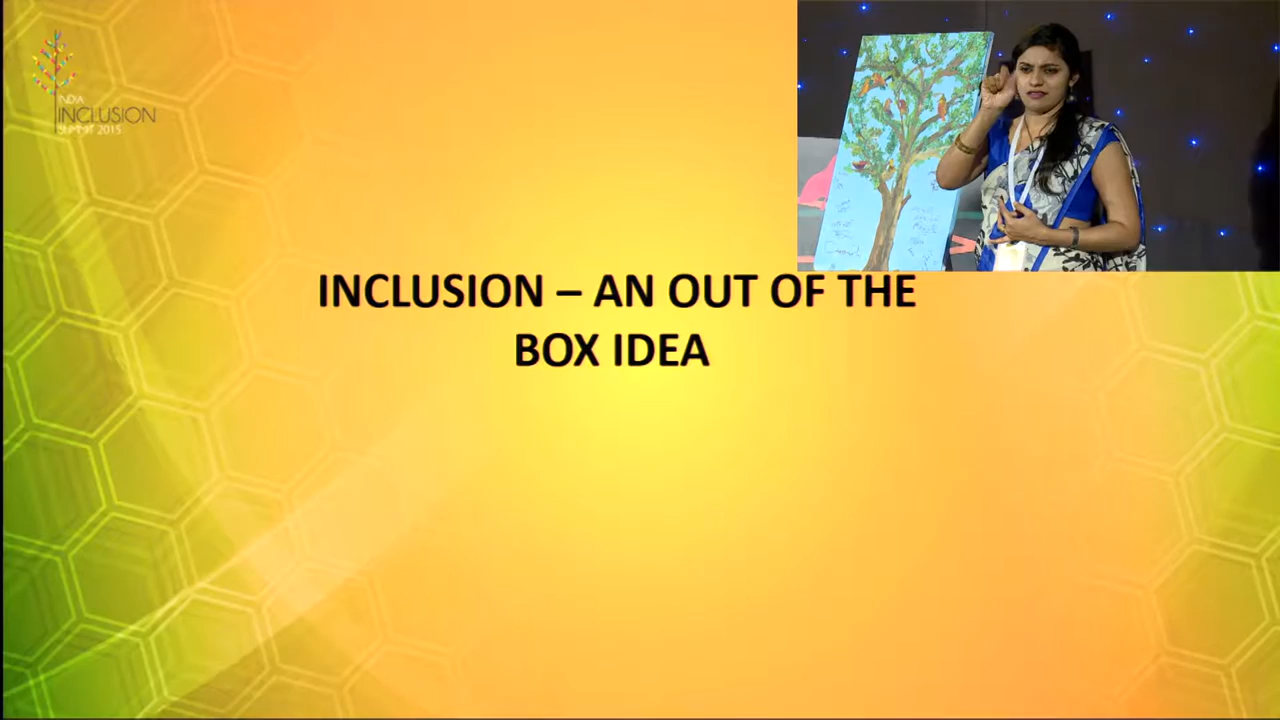 INDIA
INCLUSION
SUMMIT 2015
INCLUSION – AN OUT OF THE
BOX IDEA